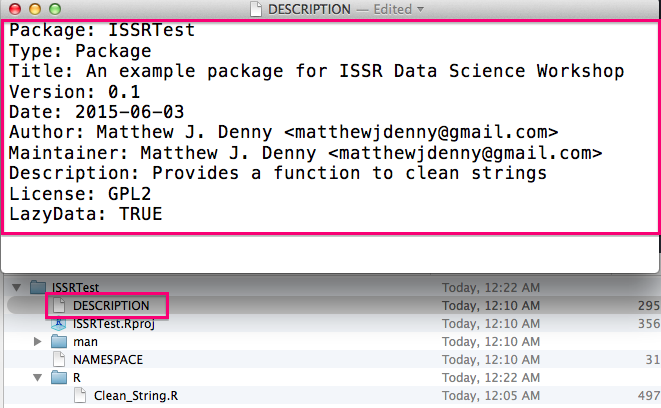 DESCRIPTION — Edited
Package: ISSRTest
Type: Package
Title: An example package for ISSR Data Science Workshop
Version: 0.1
Date: 2015-06-03
Author: Matthew J. Denny <matthewjdenny@gmail.com>
Maintainer: Matthew J. Denny <matthewjdenny@gmail.com>
Description: Provides a function to clean strings
License: GPL2
LazyData: TRUE
ISSRTest Today, 12:22 AM
DESCRIPTION Today, 12:10 AM 295
ISSRTest.Rproj Today, 12:10 AM 356
man Today, 12:10 AM
NAMESPACE Today, 12:10 AM 31
R Today, 12:22 AM
Clean_String.R Today, 12:05 AM 497